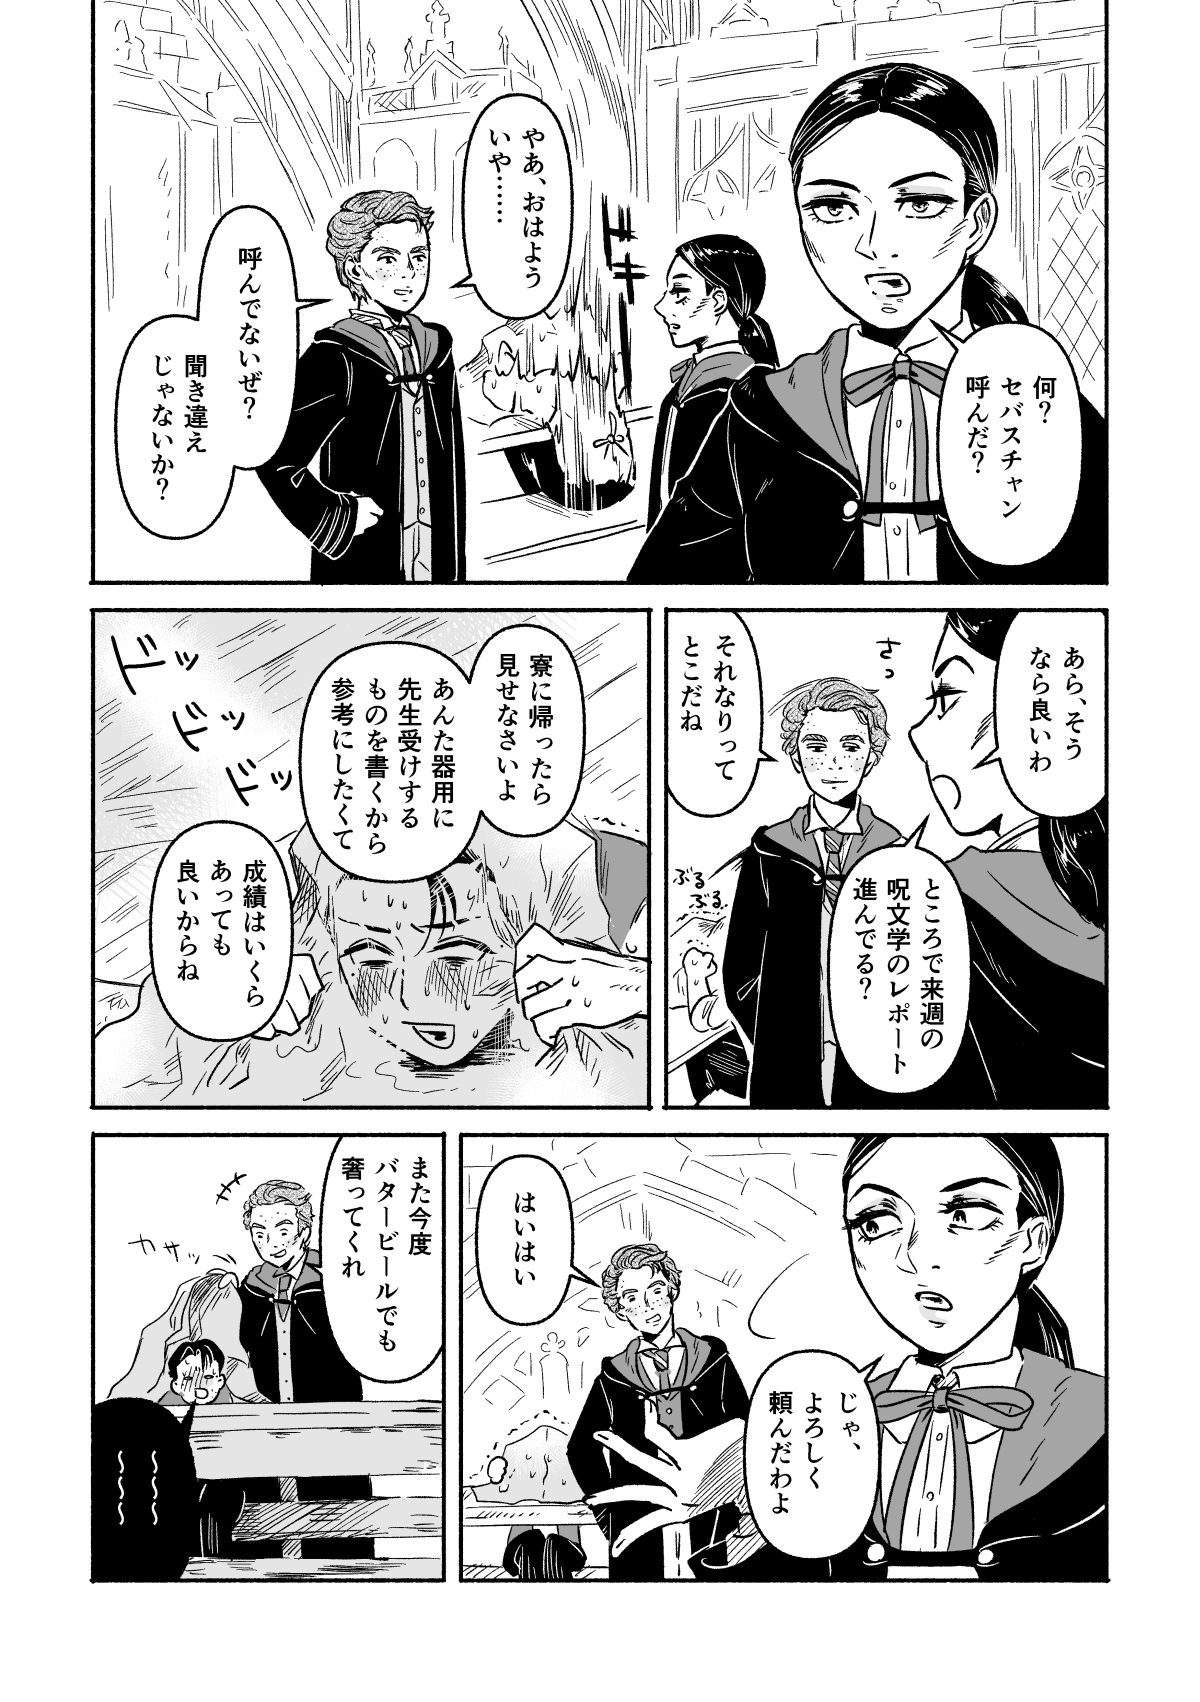 何?
セバスチャン
呼んだ?
やあ、おはよう
いや……
ギギ
呼んでないぜ?
聞き違え
じゃないか?
あら、そう
なら良いわ
さっ
それなりって
とこだね
ところで来週の
呪文学のレポート
進んでる?
ぶるぶる
寮に帰ったら
見せなさいよ
あんた器用に
先生受けする
ものを書くから
参考にしたくて
成績はいくら
あっても
良いからね
ドッ
ドッ
ドッ
じゃ、
よろしく
頼んだわよ
はいはい
また今度
バタービールでも
奢ってくれ
カサッ
〜〜〜〜
〜〜〜〜